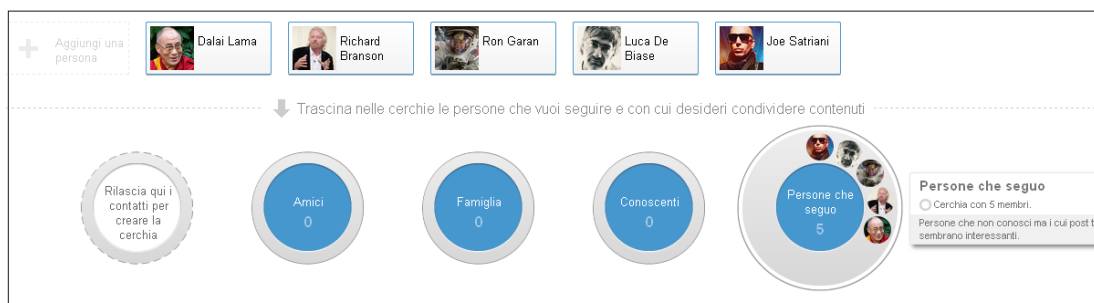 Aggiungi una
persona
Dalai Lama
Richard
Branson
Ron Garan
Luca De
Biase
Joe Satriani
Trascina nelle cerchie le persone che vuoi seguire e con cui desideri condividere contenuti
Rilascia qui i
contatti per
creare la
cerchia
Amici
0
Famiglia
0
Conoscenti
0
Persone che
seguo
5
Persone che seguo
Cerchia con 5 membri.
Persone che non conosci ma i cui post t
sembrano interessanti.